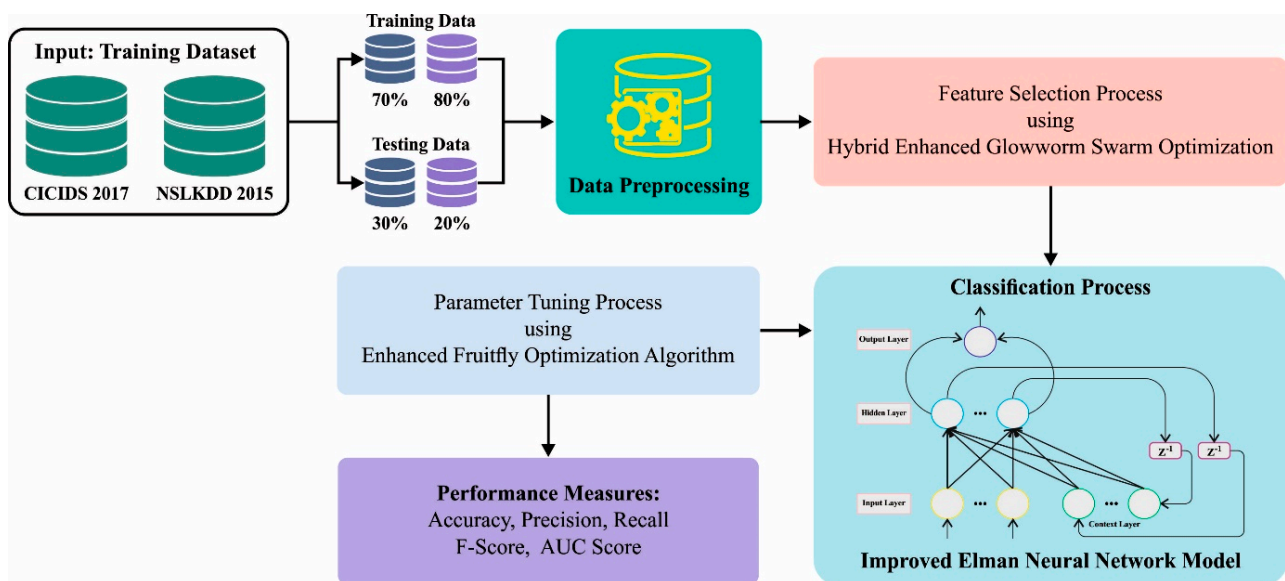 Input: Training Dataset
CICIDS 2017
NSLKDD 2015
Training Data
70%
80%
Testing Data
30%
20%
Data Preprocessing
Feature Selection Process
using
Hybrid Enhanced Glowworm Swarm Optimization
Parameter Tuning Process
using
Enhanced Fruitfly Optimization Algorithm
Performance Measures:
Accuracy, Precision, Recall
F-Score, AUC Score
Classification Process
Output Layer
Hidden Layer
...
Z-1
Z-1
Input Layer
...
...
Context Layer
Improved Elman Neural Network Model